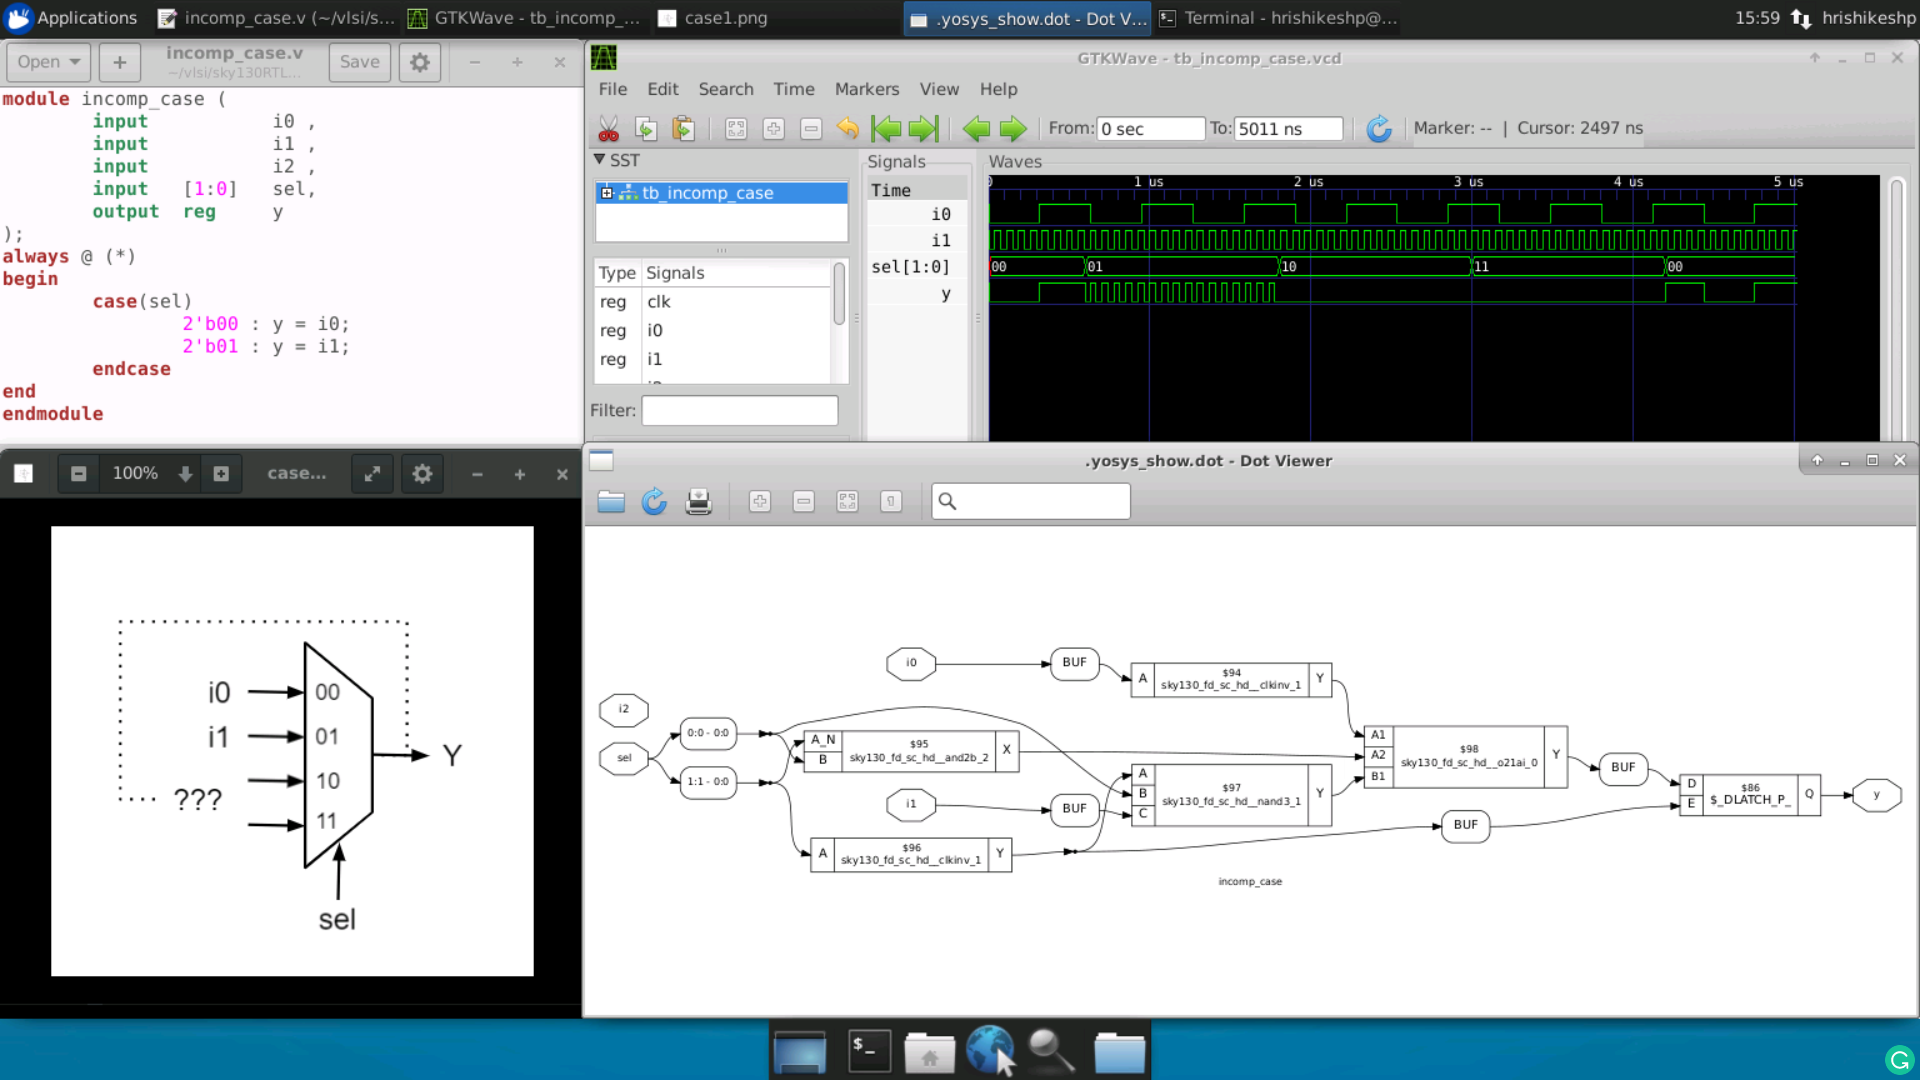 Applications
incomp_case.v (~/vlsi/s...
GTKWave - tb_incomp_...
case1.png
.yosys_show.dot - Dot V...
Terminal - hrishikeshp@...
15:59
hrishikeshp
Open
+
incomp_case.v
~/vlsi/sky130RTL...
Save
module incomp_case (
input i0 ,
input i1 ,
input i2 ,
input [1:0] sel,
output reg y
);
always @ (*)
begin
case(sel)
2'b00 : y = i0;
2'b01 : y = i1;
endcase
end
endmodule
GTKWave - tb_incomp_case.vcd
File Edit Search Time Markers View Help
From: 0 sec To: 5011 ns Marker: -- | Cursor: 2497 ns
SST
tb_incomp_case
Type Signals
reg clk
reg i0
reg i1
Filter:
Signals
Time
i0
i1
sel[1:0]
y
Waves
0 1 us 2 us 3 us 4 us 5 us
00 01 10 11 00
100%
case...
i0 00
i1 01
10
??? 11
Y
sel
.yosys_show.dot - Dot Viewer
i0
BUF
$94
A sky130_fd_sc_hd__clkinv_1 Y
i2
sel
0:0 - 0:0
1:1 - 0:0
A_N
B
$95
sky130_fd_sc_hd__and2b_2
X
i1
BUF
A
B
C
$97
sky130_fd_sc_hd__nand3_1
Y
A
$96
sky130_fd_sc_hd__clkinv_1
Y
A1
A2
B1
$98
sky130_fd_sc_hd__o21ai_0
Y
BUF
BUF
D
E
$86
$_DLATCH_P_
Q
y
incomp_case
$_
G